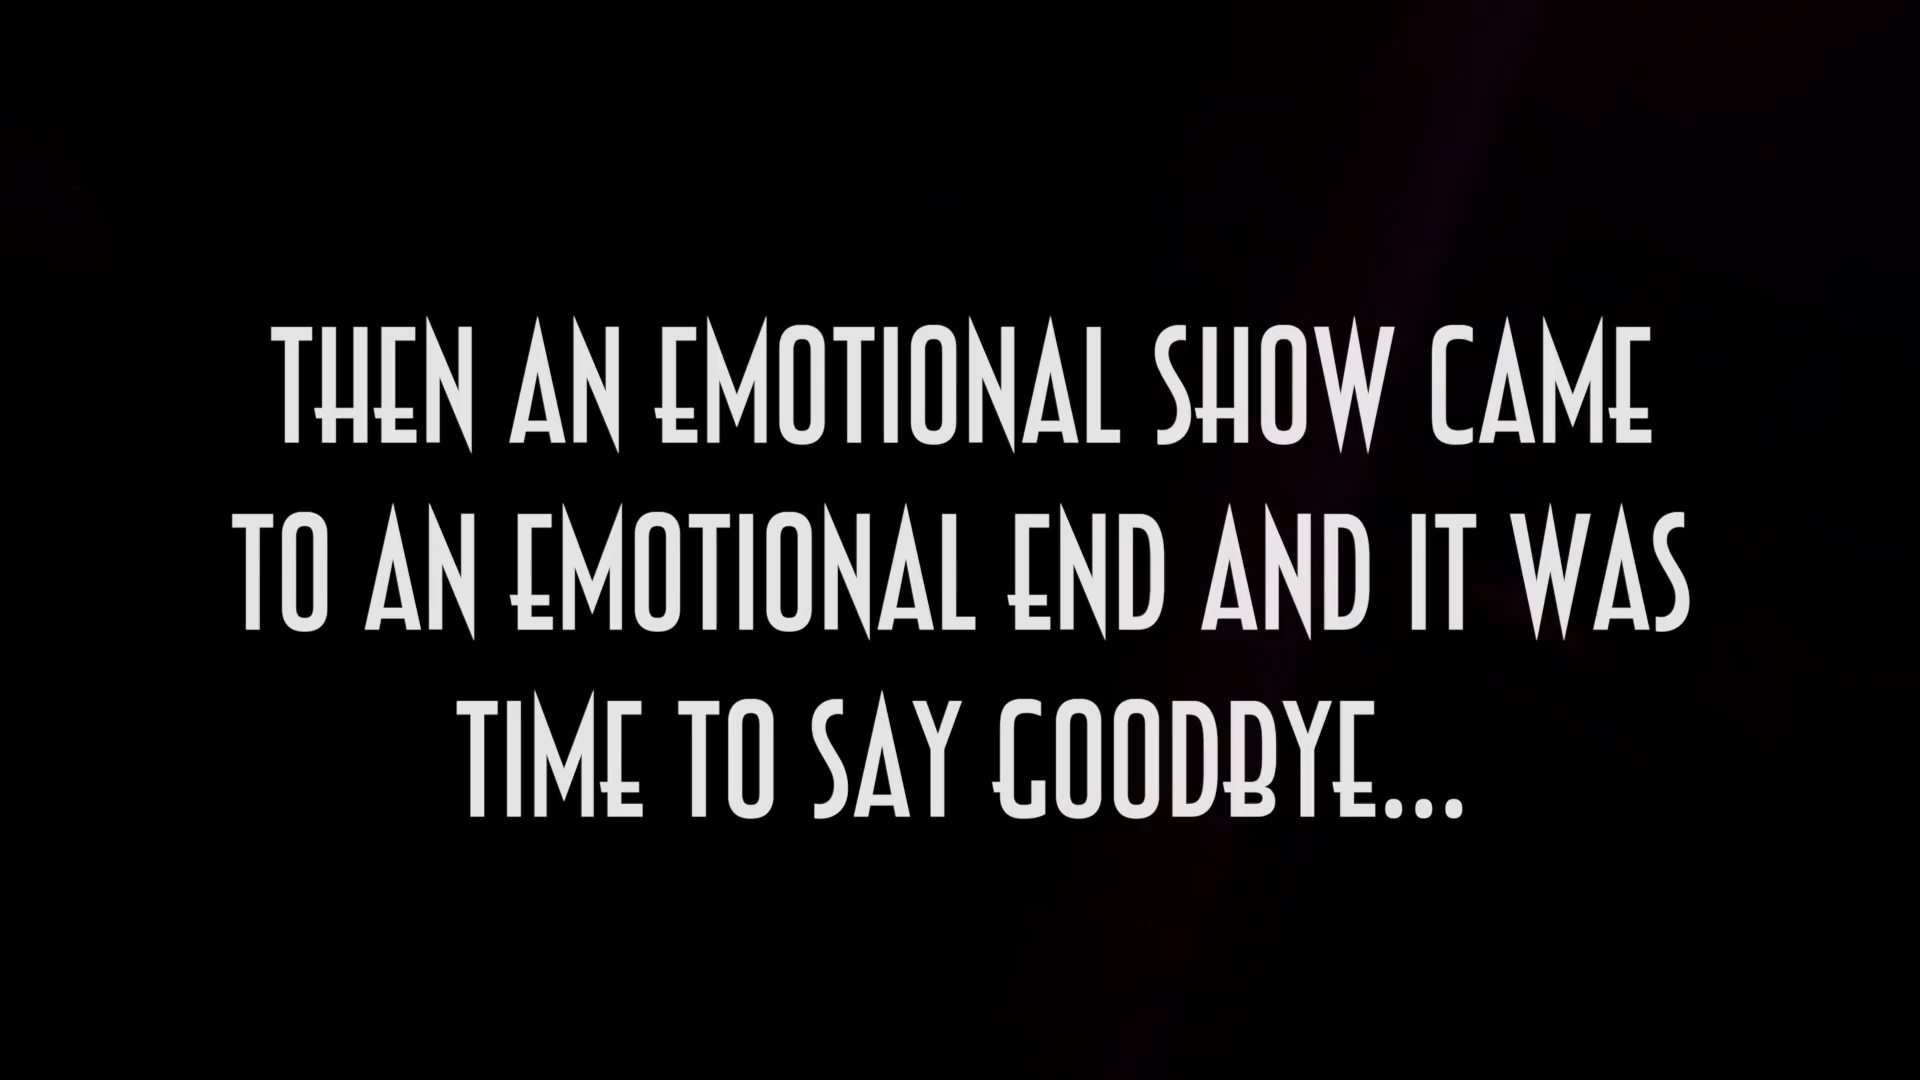 THEN AN EMOTIONAL SHOW CAME
TO AN EMOTIONAL END AND IT WAS
TIME TO SAY GOODBYE...